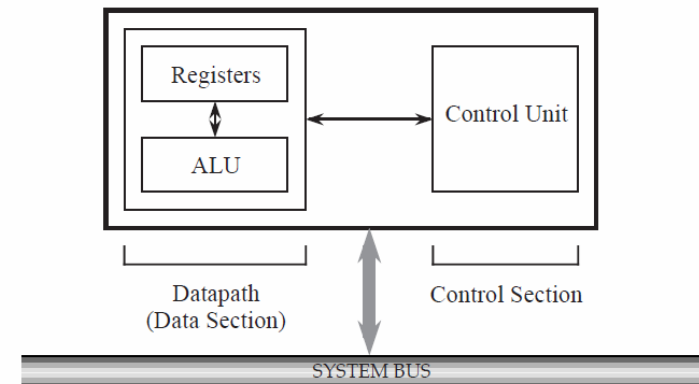 Registers
ALU
Control Unit
Datapath
(Data Section)
Control Section
SYSTEM BUS